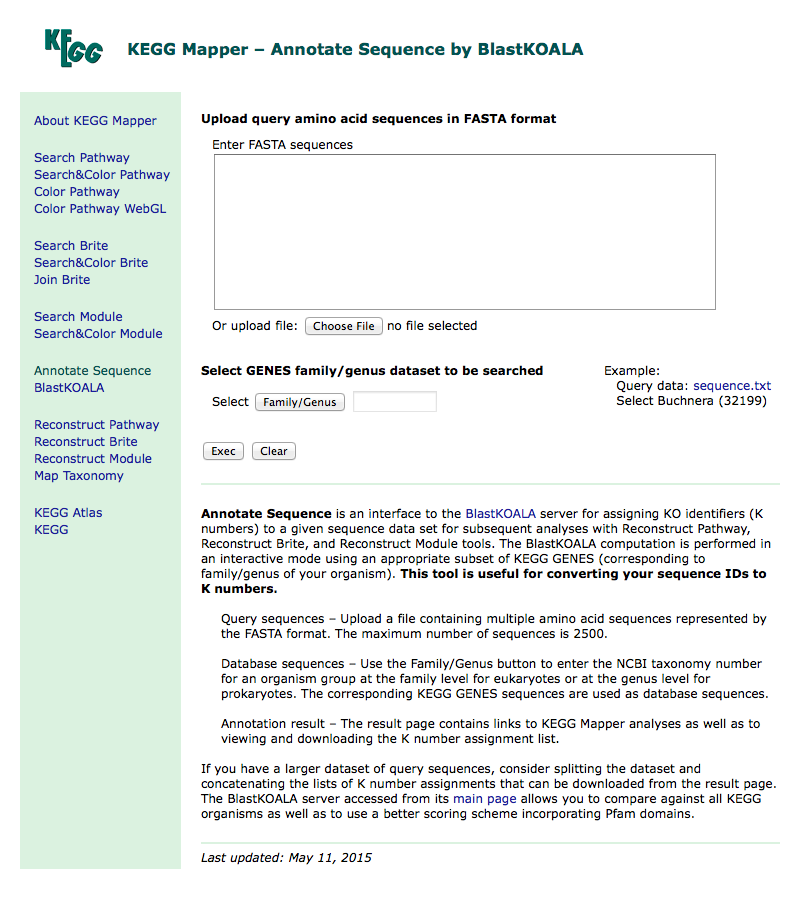 KEGG
KEGG Mapper – Annotate Sequence by BlastKOALA
About KEGG Mapper
Search Pathway
Search&Color Pathway
Color Pathway
Color Pathway WebGL
Search Brite
Search&Color Brite
Join Brite
Search Module
Search&Color Module
Annotate Sequence
BlastKOALA
Reconstruct Pathway
Reconstruct Brite
Reconstruct Module
Map Taxonomy
KEGG Atlas
KEGG
Upload query amino acid sequences in FASTA format
Enter FASTA sequences
Or upload file: Choose File no file selected
Select GENES family/genus dataset to be searched
Select Family/Genus
Example:
Query data: sequence.txt
Select Buchnera (32199)
Exec Clear
Annotate Sequence is an interface to the BlastKOALA server for assigning KO identifiers (K
numbers) to a given sequence data set for subsequent analyses with Reconstruct Pathway,
Reconstruct Brite, and Reconstruct Module tools. The BlastKOALA computation is performed in
an interactive mode using an appropriate subset of KEGG GENES (corresponding to
family/genus of your organism). This tool is useful for converting your sequence IDs to
K numbers.
Query sequences – Upload a file containing multiple amino acid sequences represented by
the FASTA format. The maximum number of sequences is 2500.
Database sequences – Use the Family/Genus button to enter the NCBI taxonomy number
for an organism group at the family level for eukaryotes or at the genus level for
prokaryotes. The corresponding KEGG GENES sequences are used as database sequences.
Annotation result – The result page contains links to KEGG Mapper analyses as well as to
viewing and downloading the K number assignment list.
If you have a larger dataset of query sequences, consider splitting the dataset and
concatenating the lists of K number assignments that can be downloaded from the result page.
The BlastKOALA server accessed from its main page allows you to compare against all KEGG
organisms as well as to use a better scoring scheme incorporating Pfam domains.
Last updated: May 11, 2015